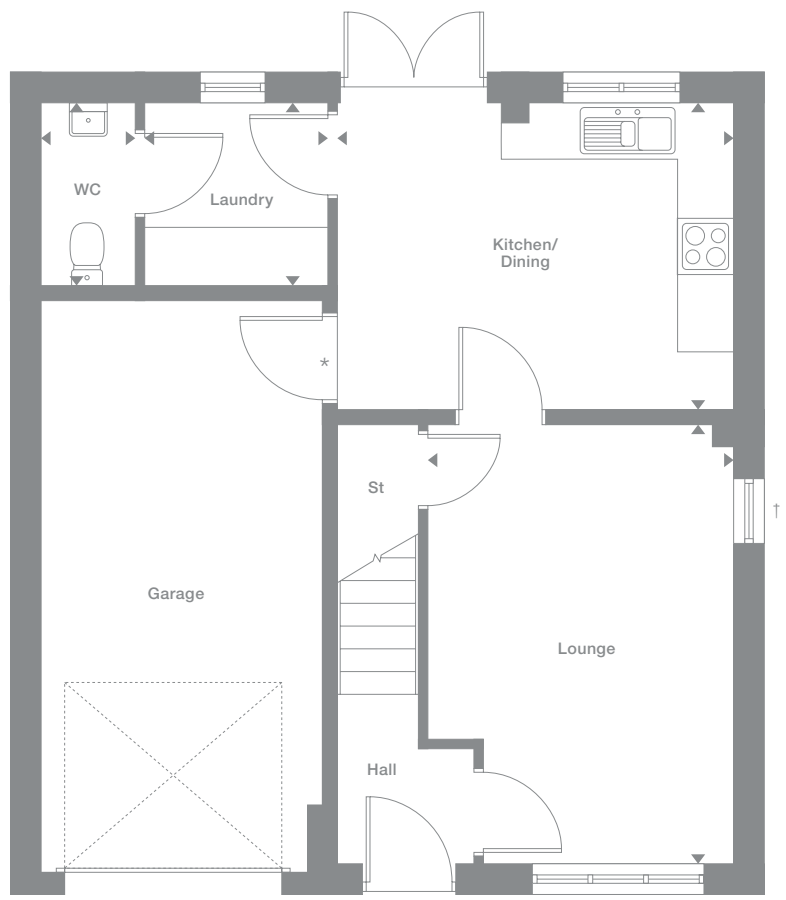 WC
Laundry
Kitchen/
Dining
*
St
†
Garage
Lounge
Hall